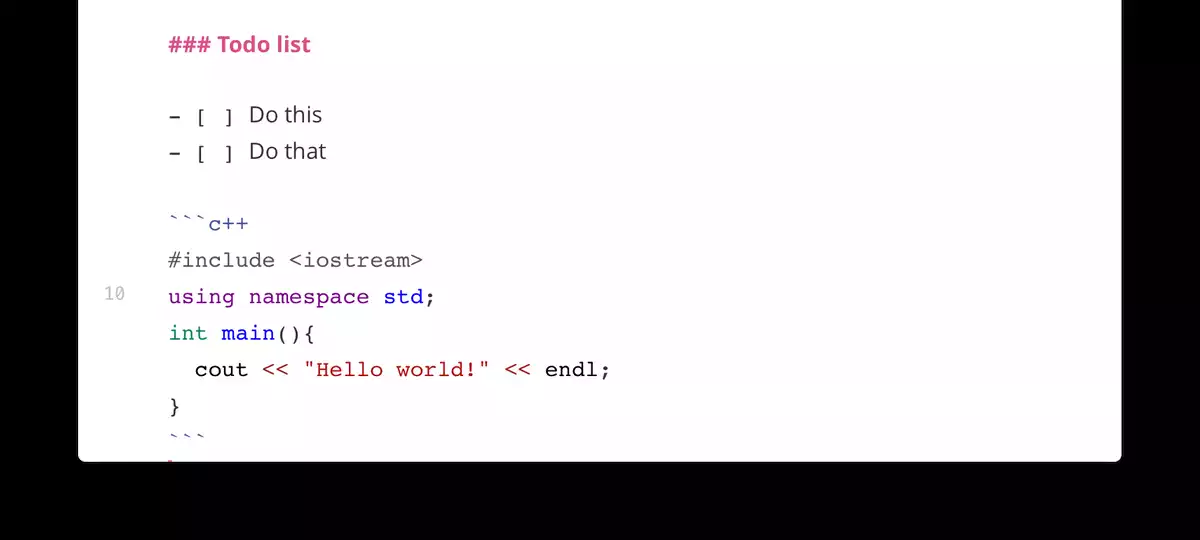 ### Todo list
- [ ] Do this
- [ ] Do that
```c++
#include <iostream>
10 using namespace std;
int main(){
  cout << "Hello world!" << endl;
}
```